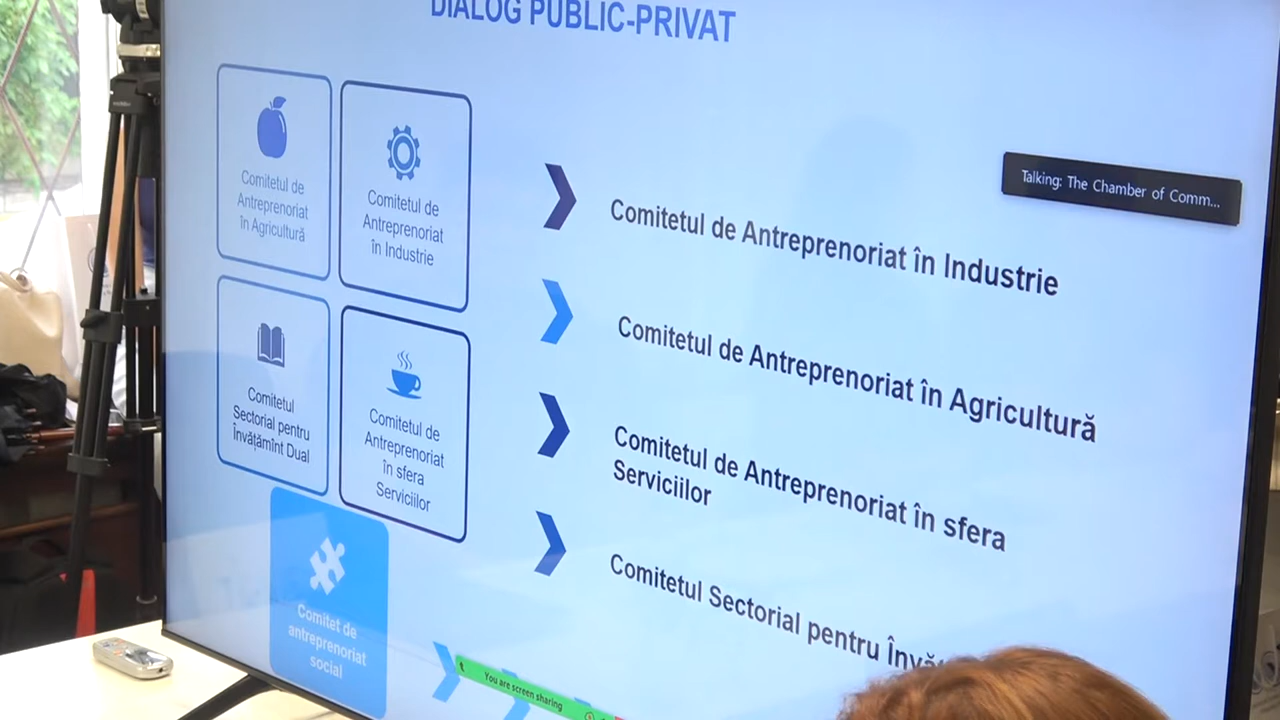 DIALOG PUBLIC-PRIVAT
Comitetul de
Antreprenoriat
în Agricultură
Comitetul de
Antreprenoriat
în Industrie
Comitetul
Sectorial pentru
Învățămînt Dual
Comitetul de
Antreprenoriat
în sfera
Serviciilor
Comitet de
antreprenoriat
social
Talking: The Chamber of Comm...
Comitetul de Antreprenoriat în Industrie
Comitetul de Antreprenoriat în Agricultură
Comitetul de Antreprenoriat în sfera
Serviciilor
Comitetul Sectorial pentru
You are screen sharing